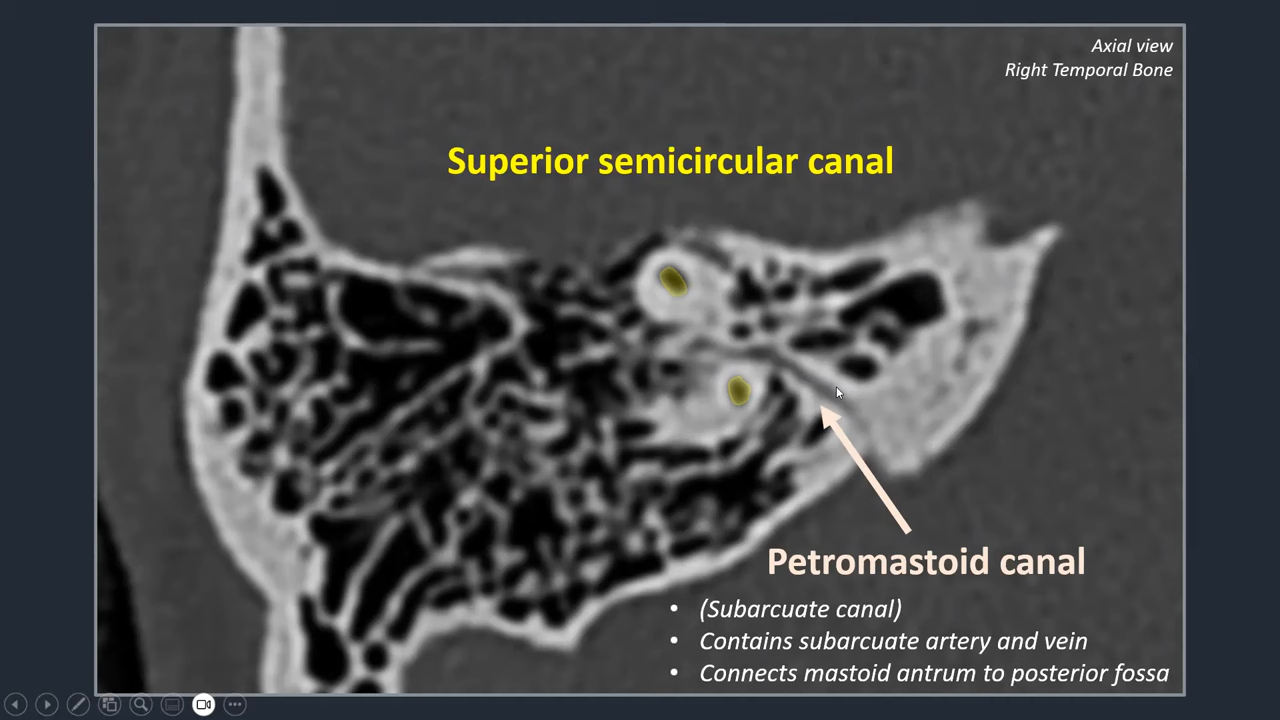 Axial view
Right Temporal Bone
Superior semicircular canal
Petromastoid canal
• (Subarcuate canal)
• Contains subarcuate artery and vein
• Connects mastoid antrum to posterior fossa